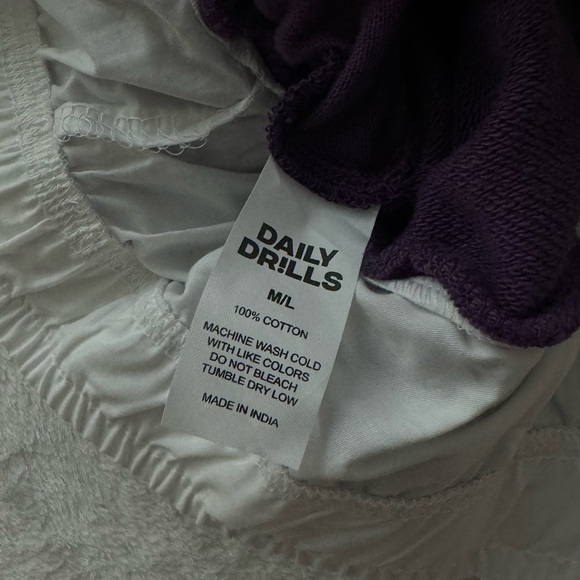 DAILY
DR!LLS
M/L
100% COTTON
MACHINE WASH COLD
WITH LIKE COLORS
DO NOT BLEACH
TUMBLE DRY LOW
MADE IN INDIA